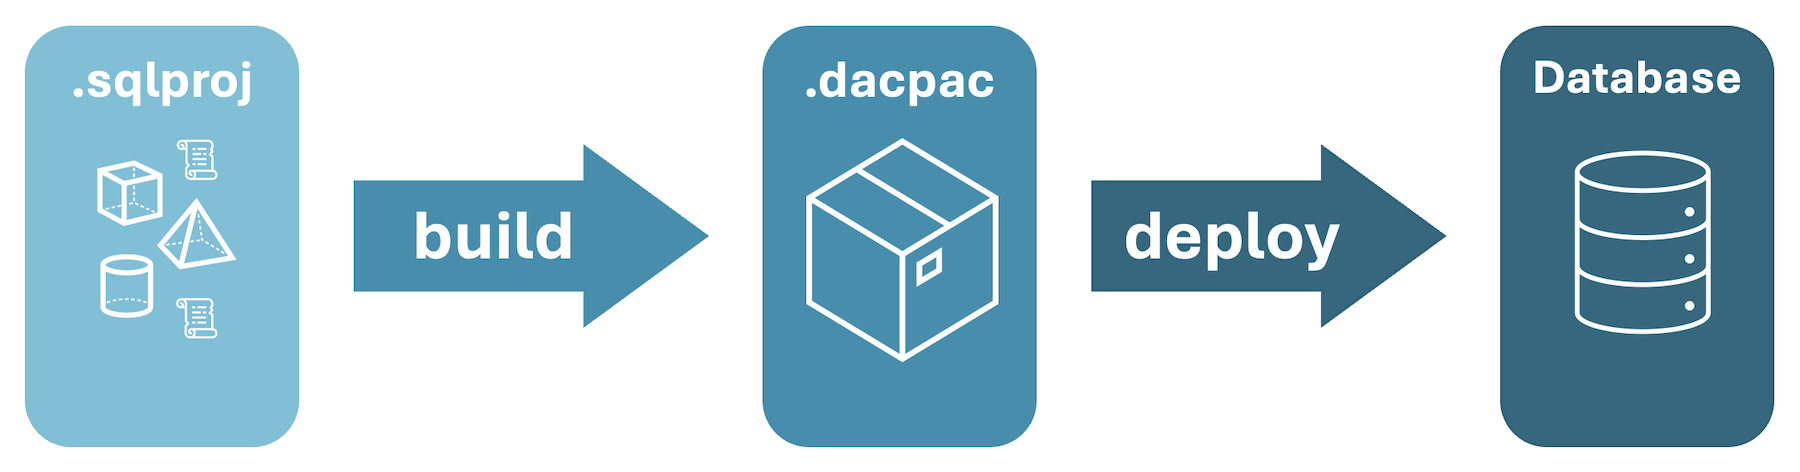 .sqlproj
build
.dacpac
deploy
Database